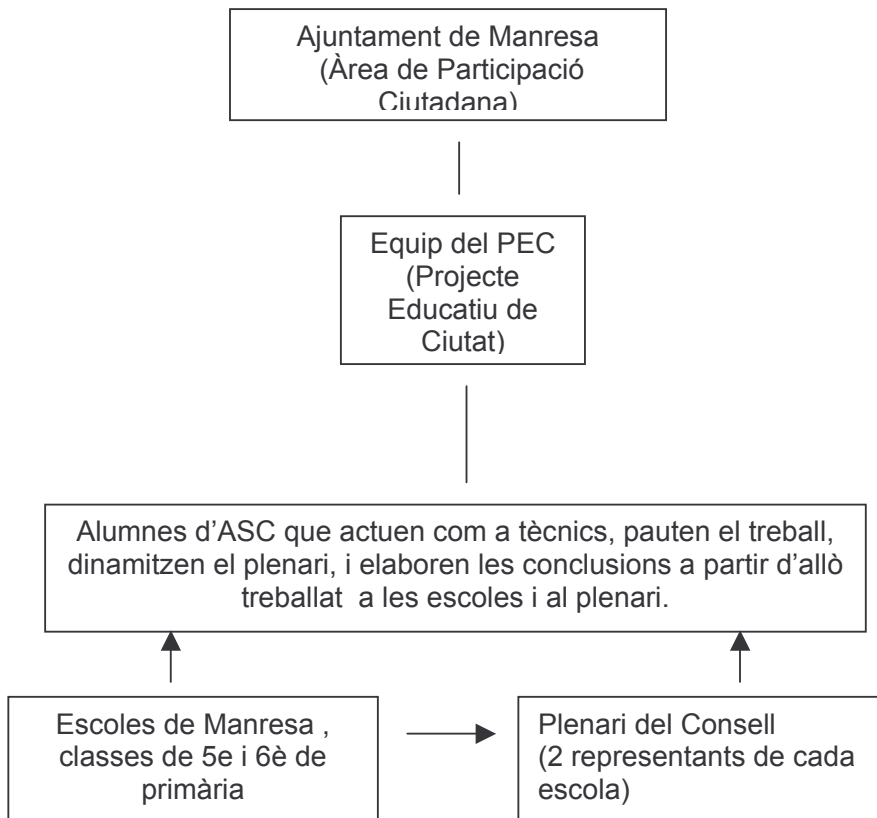 Ajuntament de Manresa
(Àrea de Participació
Ciutadana)
Equip del PEC
(Projecte
Educatiu de
Ciutat)
Alumnes d’ASC que actuen com a tècnics, pauten el treball,
dinamitzen el plenari, i elaboren les conclusions a partir d’allò
treballat  a les escoles i al plenari.
Escoles de Manresa ,
classes de 5e i 6è de
primària
Plenari del Consell
(2 representants de cada
escola)